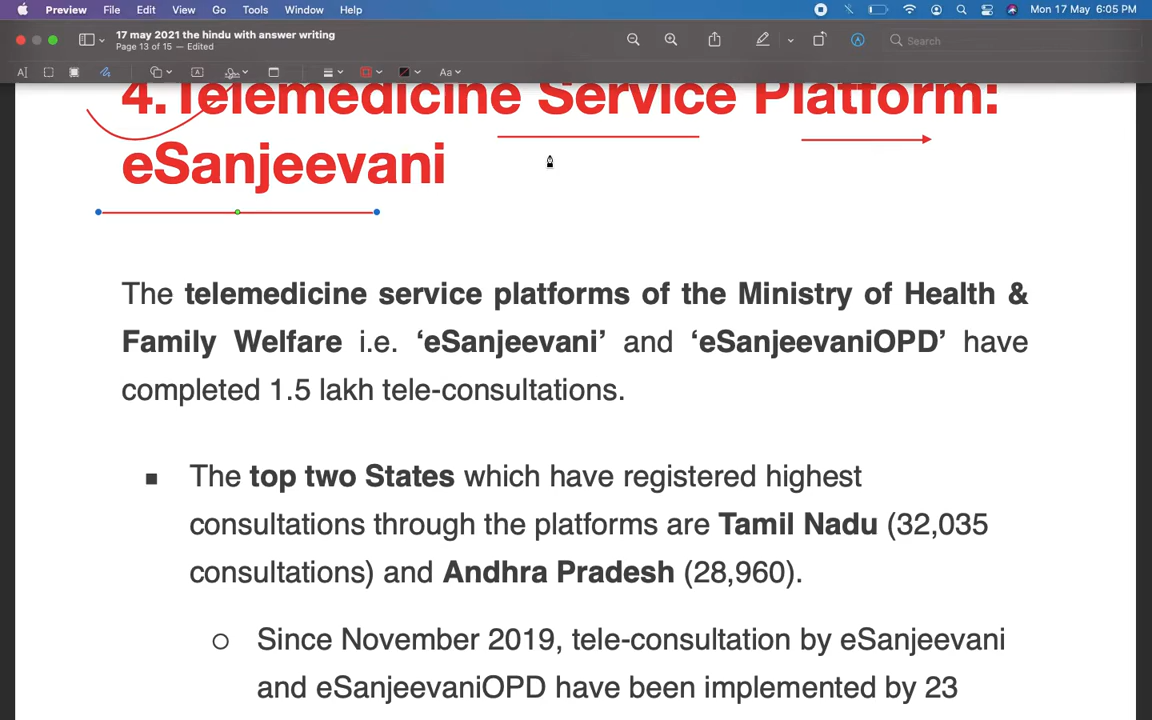 Preview File Edit View Go Tools Window Help Mon 17 May 6:05 PM
17 may 2021 the hindu with answer writing
Page 13 of 15 — Edited
Search
4. Telemedicine Service Platform:
eSanjeevani
The telemedicine service platforms of the Ministry of Health &
Family Welfare i.e. ‘eSanjeevani’ and ‘eSanjeevaniOPD’ have
completed 1.5 lakh tele-consultations.
▪ The top two States which have registered highest
consultations through the platforms are Tamil Nadu (32,035
consultations) and Andhra Pradesh (28,960).
○ Since November 2019, tele-consultation by eSanjeevani
and eSanjeevaniOPD have been implemented by 23